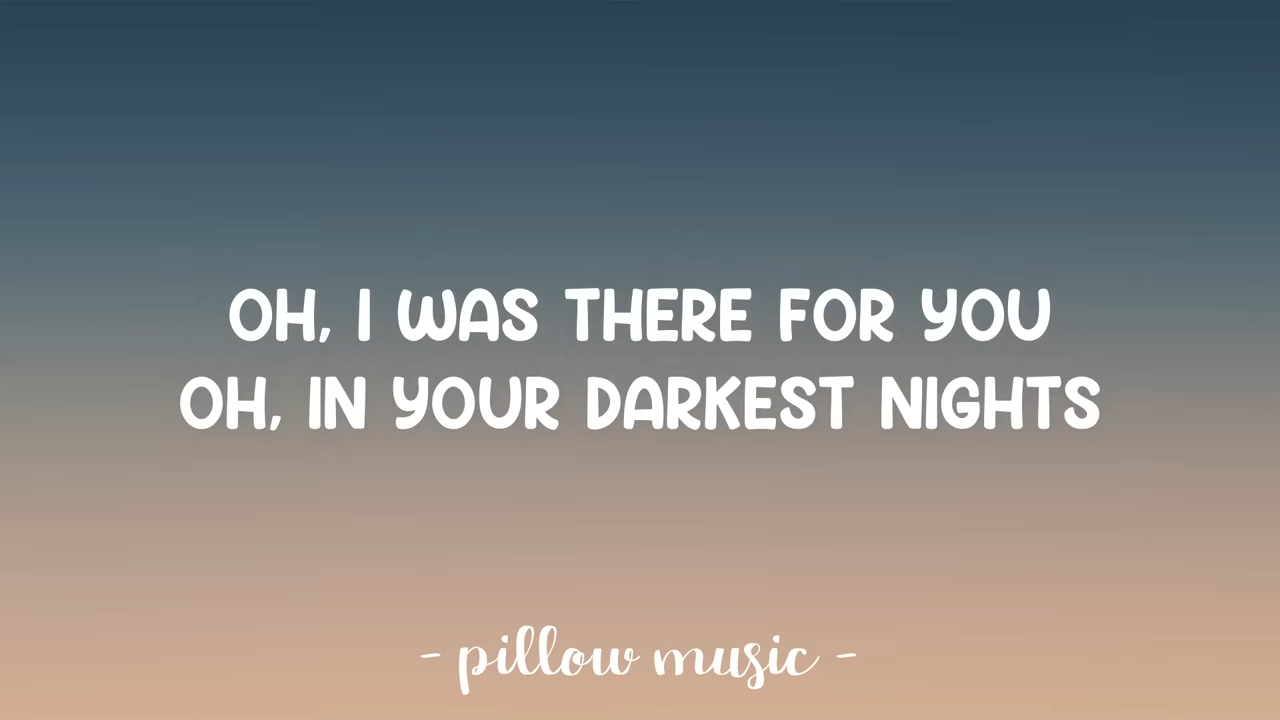 OH, I WAS THERE FOR YOU
OH, IN YOUR DARKEST NIGHTS
- pillow music -